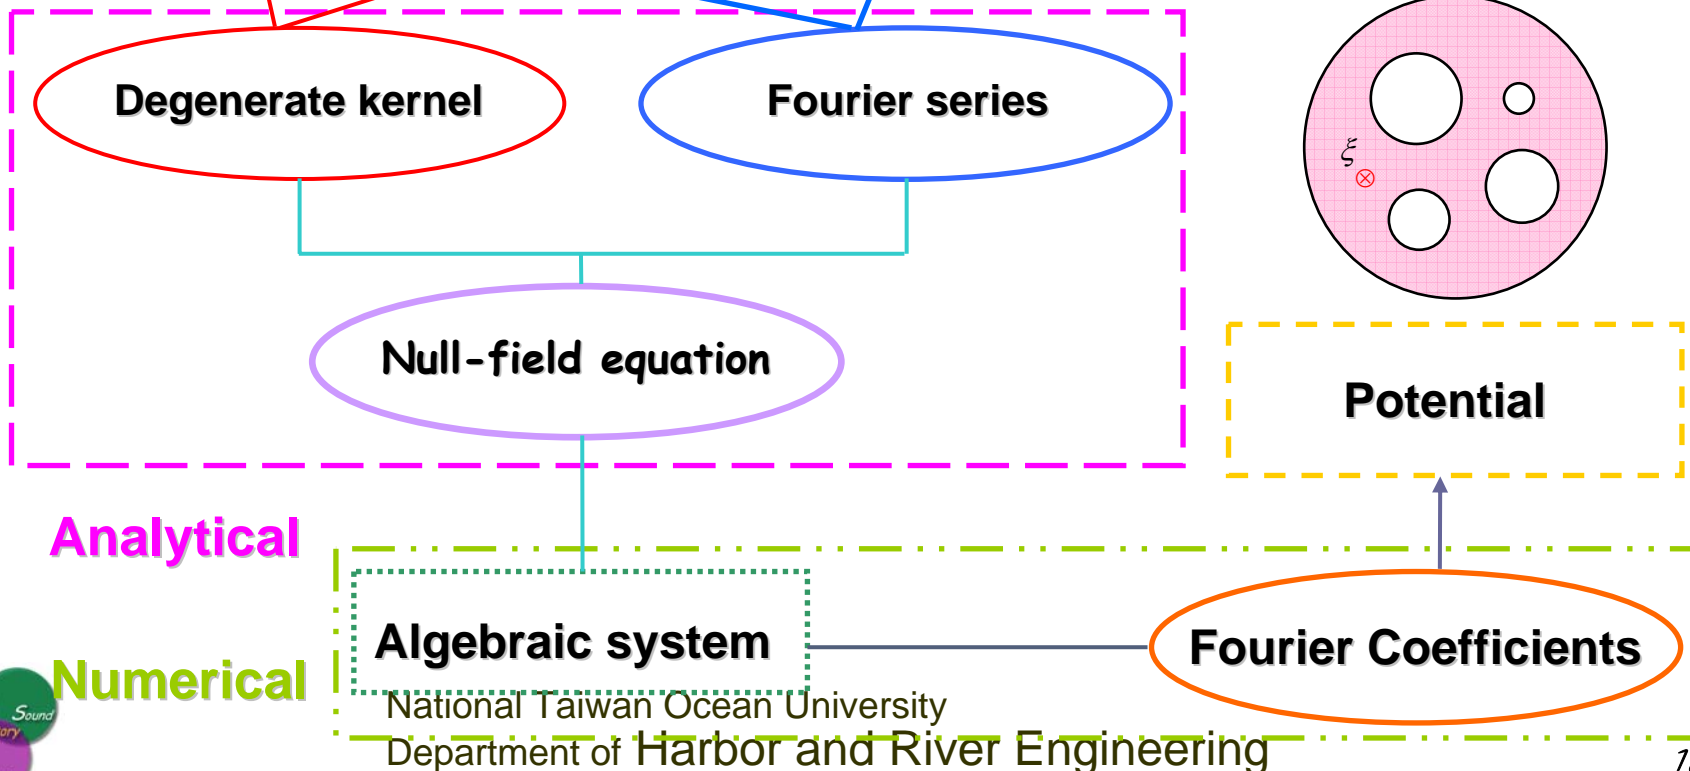 Degenerate kernel
Fourier series
ξ
Null-field equation
Potential
Analytical
Algebraic system
Fourier Coefficients
Numerical
Sound
National Taiwan Ocean University
Department of Harbor and River Engineering